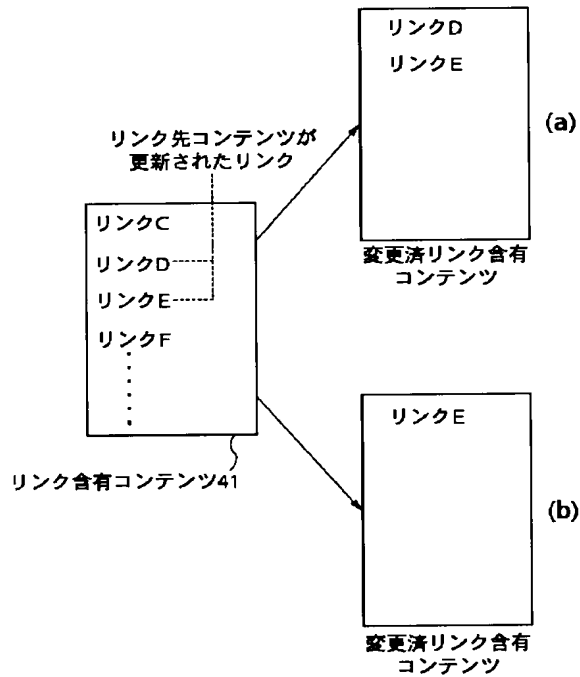 リンクD
リンクE
(a)
変更済リンク含有
コンテンツ
リンク先コンテンツが
更新されたリンク
リンクC
リンクD
リンクE
リンクF
リンク含有コンテンツ41
リンクE
(b)
変更済リンク含有
コンテンツ